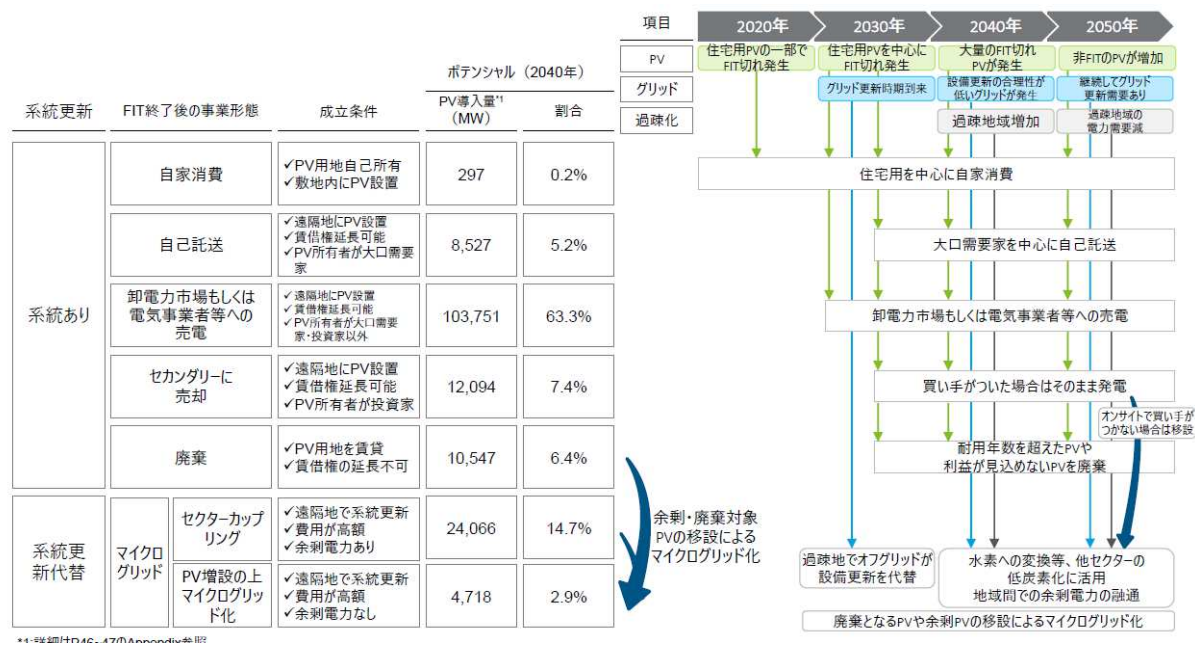 項目
2020年
2030年
2040年
2050年
PV
住宅用PVの一部で
FIT切れ発生
住宅用PVを中心に
FIT切れ発生
大量のFIT切れ
PVが発生
非FITのPVが増加
グリッド
グリッド更新時期到来
設備更新の合理性が
低いグリッドが発生
継続してグリッド
更新需要あり
過疎化
過疎地域増加
過疎地域の
電力需要減
系統更新
FIT終了後の事業形態
成立条件
ポテンシャル（2040年）
PV導入量*1
（MW）
割合
系統あり
自家消費
✓PV用地自己所有
✓敷地内にPV設置
297
0.2%
自己託送
✓遠隔地にPV設置
✓賃借権延長可能
✓PV所有者が大口需要
家
8,527
5.2%
卸電力市場もしくは
電気事業者等への
売電
✓遠隔地にPV設置
✓賃借権延長可能
✓PV所有者が大口需要
家・投資家以外
103,751
63.3%
セカンダリーに
売却
✓遠隔地にPV設置
✓賃借権延長可能
✓PV所有者が投資家
12,094
7.4%
廃棄
✓PV用地を賃貸
✓賃借権の延長不可
10,547
6.4%
系統更
新代替
マイクロ
グリッド
セクターカップ
リング
✓遠隔地で系統更新
✓費用が高額
✓余剰電力あり
24,066
14.7%
PV増設の上
マイクログリッ
ド化
✓遠隔地で系統更新
✓費用が高額
✓余剰電力なし
4,718
2.9%
余剰・廃棄対象
PVの移設による
マイクログリッド化
住宅用を中心に自家消費
大口需要家を中心に自己託送
卸電力市場もしくは電気事業者等への売電
買い手がついた場合はそのまま発電
オンサイトで買い手が
つかない場合は移設
耐用年数を超えたPVや
利益が見込めないPVを廃棄
過疎地でオフグリッドが
設備更新を代替
水素への変換等、他セクターの
低炭素化に活用
地域間での余剰電力の融通
廃棄となるPVや余剰PVの移設によるマイクログリッド化
*1:詳細はP46~47のAppendix参照